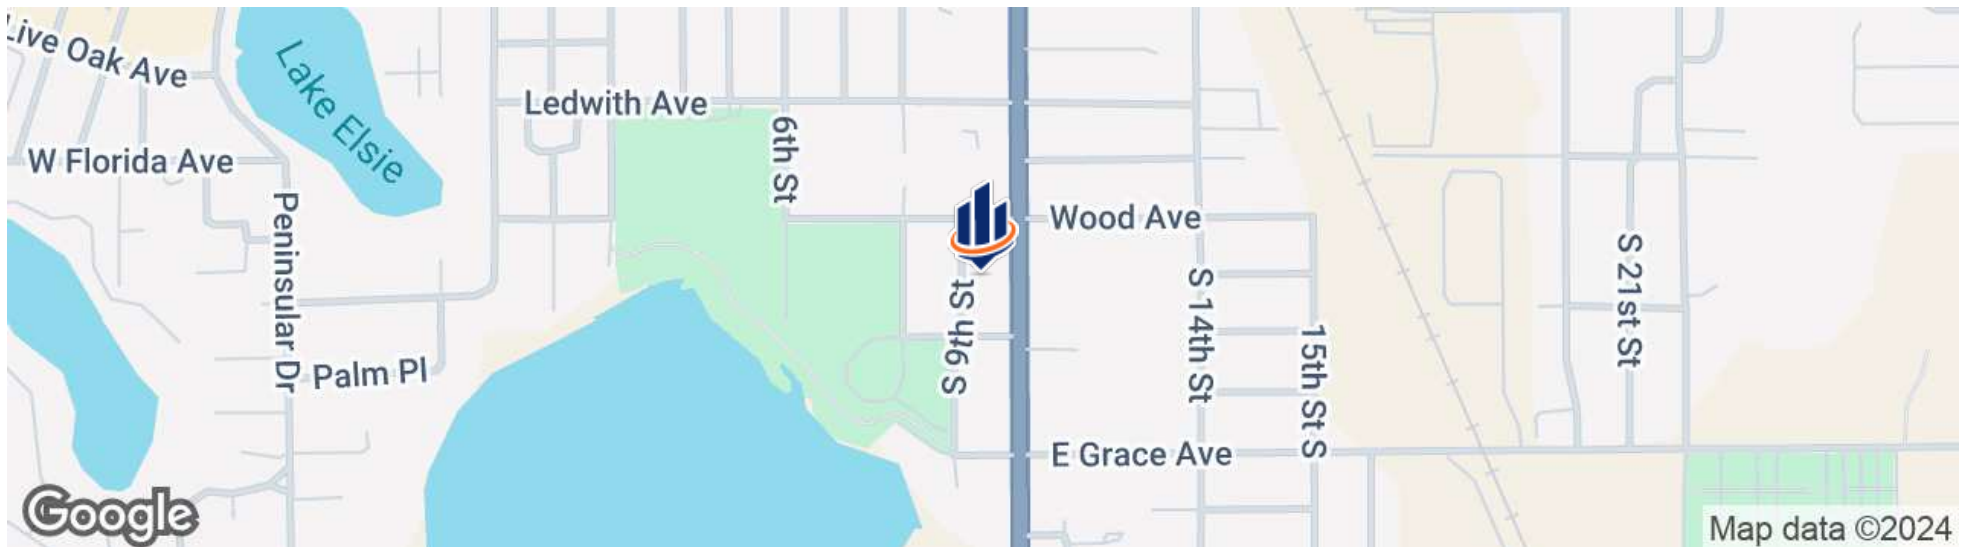 Live Oak Ave
Lake Elsie
Ledwith Ave
6th St
W Florida Ave
Peninsular Dr
Wood Ave
S 9th St
S 14th St
S 21st St
15th St S
Palm Pl
E Grace Ave
Google
Map data ©2024